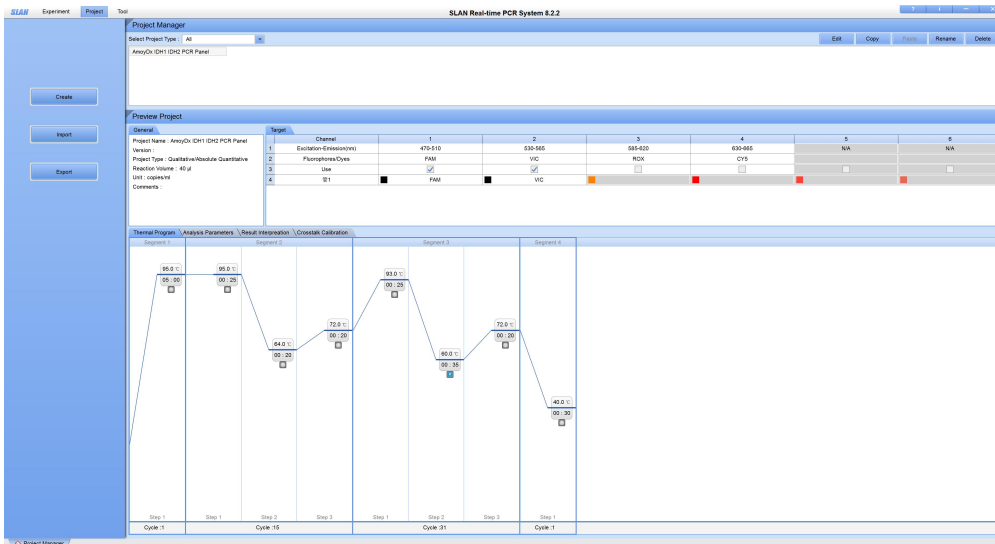 SLAN Experiment Project Tool SLAN Real-time PCR System 8.2.2
Project Manager
Select Project Type : All Edit Copy Paste Rename Delete
AmoyDx IDH1 IDH2 PCR Panel
Create
Import
Export
Preview Project
General
Project Name : AmoyDx IDH1 IDH2 PCR Panel
Version :
Project Type : Qualitative/Absolute Quantitative
Reaction Volume : 40 µl
Unit : copies/ml
Comments :
Target
Channel 1 2 3 4 5 6
1 Excitation-Emission(nm) 470-510 530-565 585-620 630-665 N/A N/A
2 Fluorophores/Dyes FAM VIC ROX CY5
3 Use
4 管1 FAM VIC
Thermal Program Analysis Parameters Result Interpreation Crosstalk Calibration
Segment 1 Segment 2 Segment 3 Segment 4
95.0 ℃
05 : 00
95.0 ℃
00 : 25
64.0 ℃
00 : 20
72.0 ℃
00 : 20
93.0 ℃
00 : 25
60.0 ℃
00 : 35
72.0 ℃
00 : 20
40.0 ℃
00 : 30
Step 1 Step 1 Step 2 Step 3 Step 1 Step 2 Step 3 Step 1
Cycle :1 Cycle :15 Cycle :31 Cycle :1
Project Manager